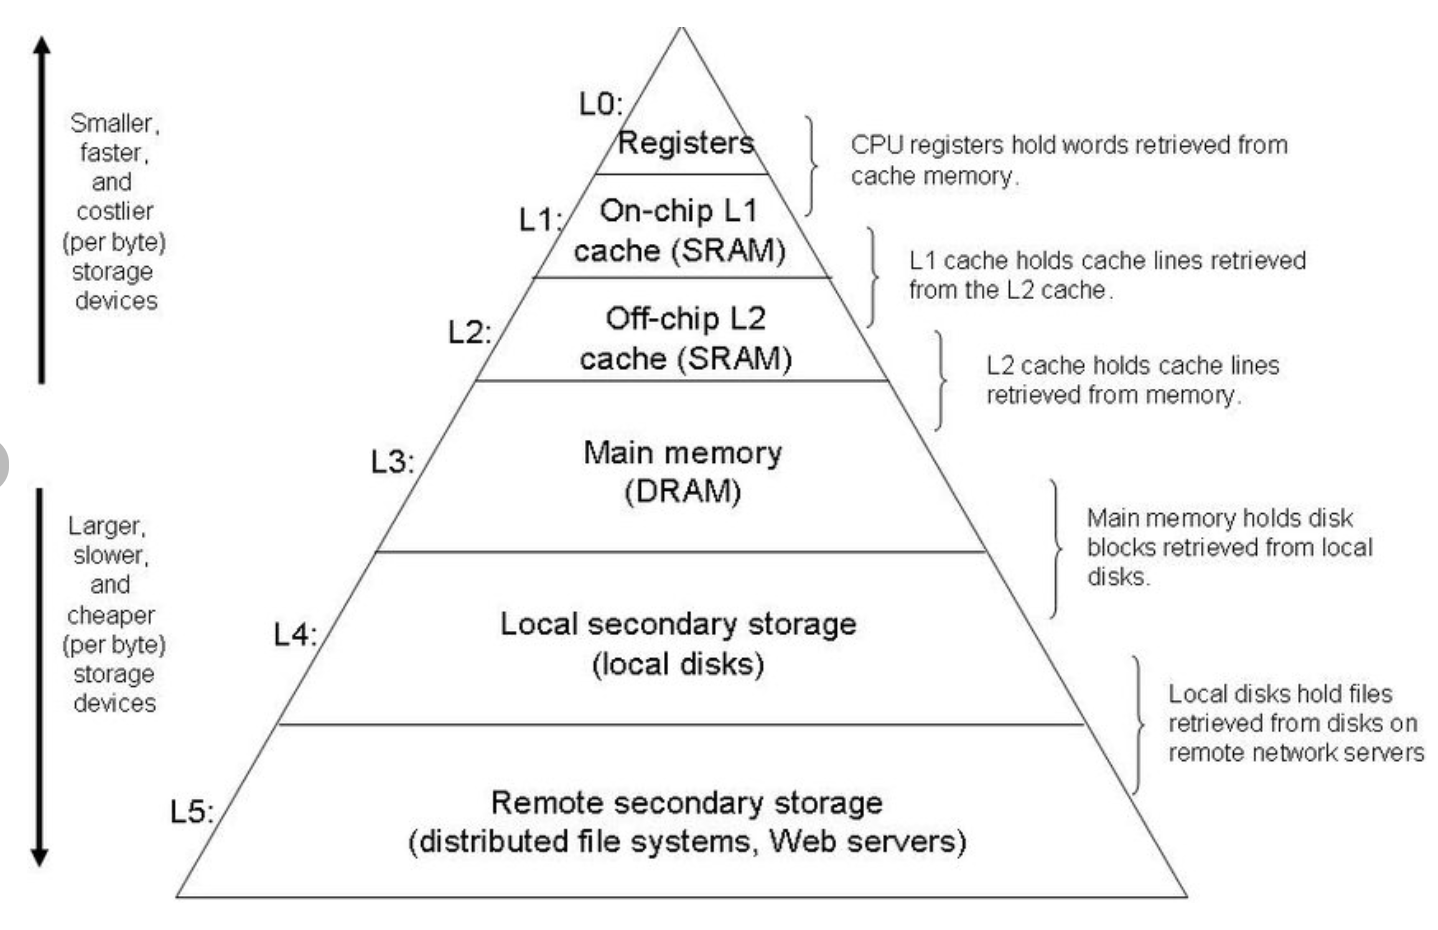 Smaller,
faster,
and
costlier
(per byte)
storage
devices
Larger,
slower,
and
cheaper
(per byte)
storage
devices
L0:
Registers
CPU registers hold words retrieved from
cache memory.
L1:
On-chip L1
cache (SRAM)
L1 cache holds cache lines retrieved
from the L2 cache.
L2:
Off-chip L2
cache (SRAM)
L2 cache holds cache lines
retrieved from memory.
L3:
Main memory
(DRAM)
Main memory holds disk
blocks retrieved from local
disks.
L4:
Local secondary storage
(local disks)
Local disks hold files
retrieved from disks on
remote network servers
L5:
Remote secondary storage
(distributed file systems, Web servers)